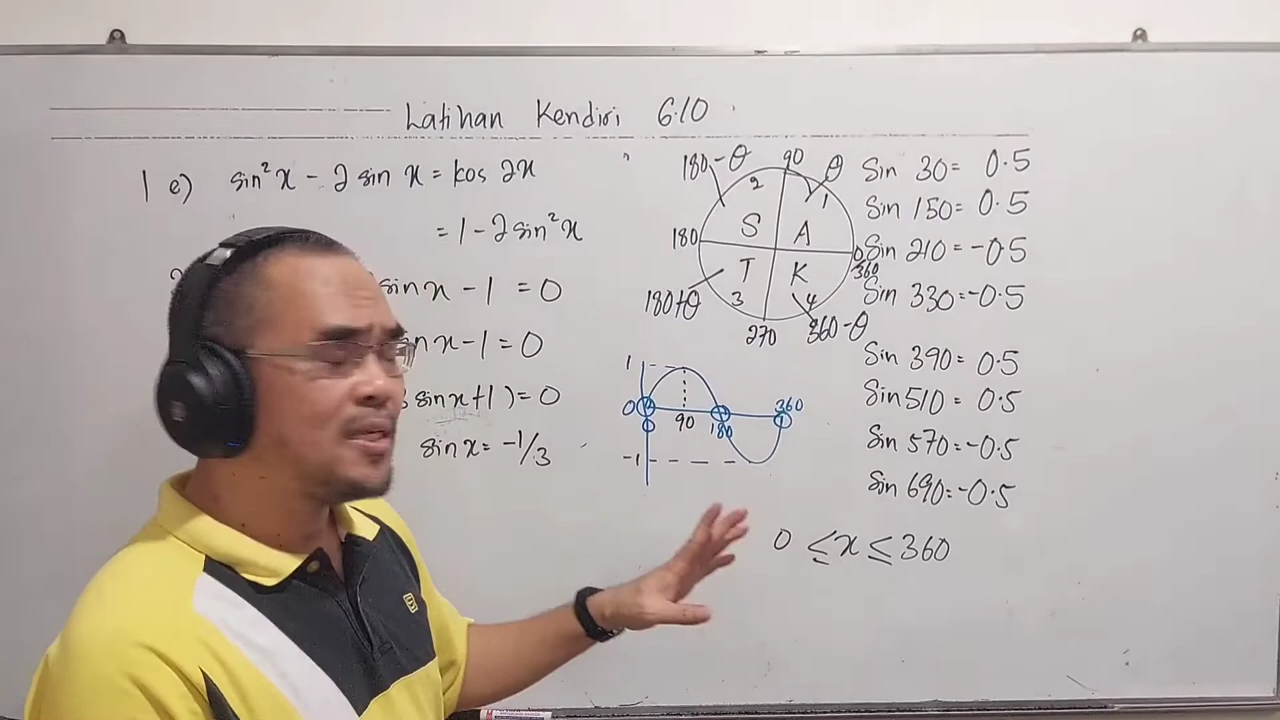 Latihan Kendiri 6.10
1 e) sin²x - 2 sin x = kos 2x
= 1 - 2 sin²x
sin x - 1 = 0
x - 1 = 0
sin x + 1) = 0
sin x = -1/3
180-θ
90
θ
2
1
S
A
180
0
360
T
K
3
4
180+θ
270
360-θ
1
0
90
180
360
-1
Sin 30 = 0.5
Sin 150 = 0.5
Sin 210 = -0.5
Sin 330 = -0.5
Sin 390 = 0.5
Sin 510 = 0.5
Sin 570 = -0.5
Sin 690 = -0.5
0 ≤ x ≤ 360